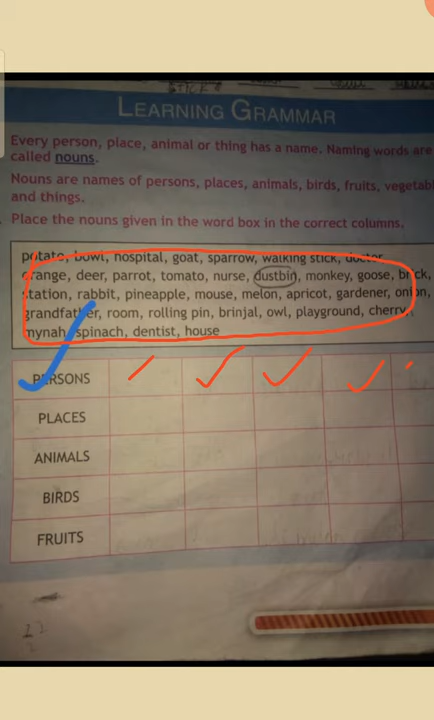 LEARNING GRAMMAR
Every person, place, animal or thing has a name. Naming words are
called nouns.
Nouns are names of persons, places, animals, birds, fruits, vegetab
and things.
Place the nouns given in the word box in the correct columns.
potato, bowl, hospital, goat, sparrow, walking stick, doctor
orange, deer, parrot, tomato, nurse, dustbin, monkey, goose, brick,
station, rabbit, pineapple, mouse, melon, apricot, gardener, onion,
grandfather, room, rolling pin, brinjal, owl, playground, cherry,
mynah, spinach, dentist, house
PERSONS
PLACES
ANIMALS
BIRDS
FRUITS